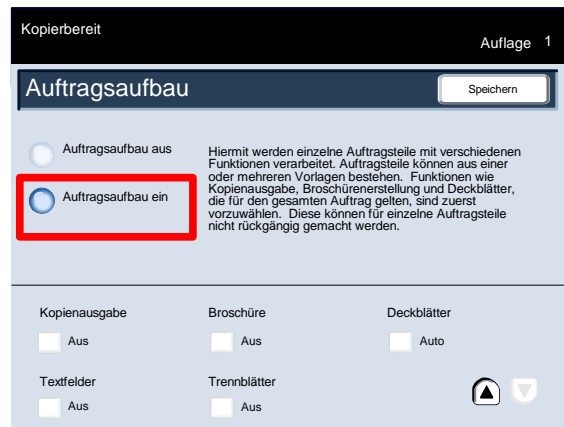 Kopierbereit
Auflage 1
Auftragsaufbau
Speichern
Auftragsaufbau aus
Auftragsaufbau ein
Hiermit werden einzelne Auftragsteile mit verschiedenen
Funktionen verarbeitet. Auftragsteile können aus einer
oder mehreren Vorlagen bestehen. Funktionen wie
Kopienausgabe, Broschürenerstellung und Deckblätter,
die für den gesamten Auftrag gelten, sind zuerst
vorzuwählen. Diese können für einzelne Auftragsteile
nicht rückgängig gemacht werden.
Kopienausgabe
Broschüre
Deckblätter
Aus
Aus
Auto
Textfelder
Trennblätter
Aus
Aus